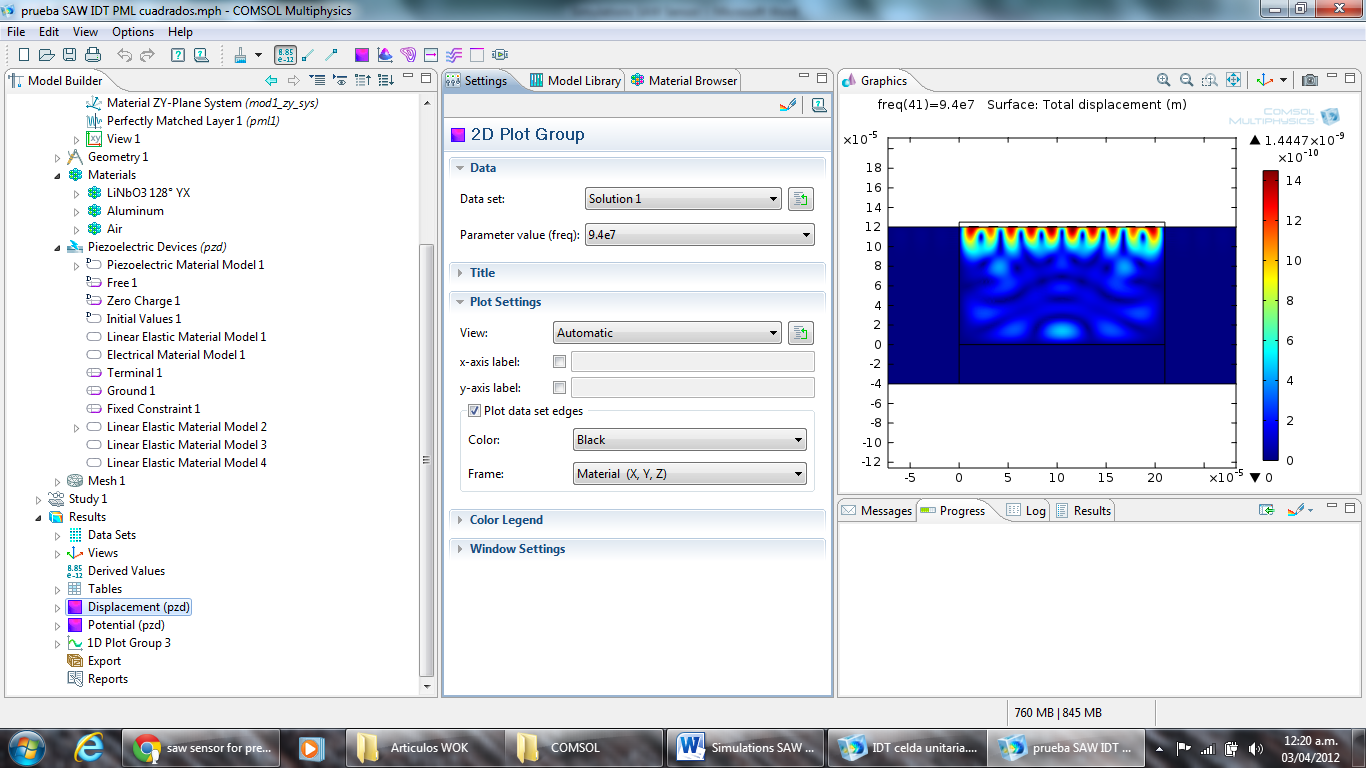 prueba SAW IDT PML cuadrados.mph - COMSOL Multiphysics
File Edit View Options Help
Model Builder
Material ZY-Plane System (mod1_zy_sys)
Perfectly Matched Layer 1 (pml1)
View 1
Geometry 1
Materials
LiNbO3 128° YX
Aluminum
Air
Piezoelectric Devices (pzd)
Piezoelectric Material Model 1
Free 1
Zero Charge 1
Initial Values 1
Linear Elastic Material Model 1
Electrical Material Model 1
Terminal 1
Ground 1
Fixed Constraint 1
Linear Elastic Material Model 2
Linear Elastic Material Model 3
Linear Elastic Material Model 4
Mesh 1
Study 1
Results
Data Sets
Views
8.85
e-12
Derived Values
Tables
Displacement (pzd)
Potential (pzd)
1D Plot Group 3
Export
Reports
Settings Model Library Material Browser
2D Plot Group
Data
Data set: Solution 1
Parameter value (freq): 9.4e7
Title
Plot Settings
View: Automatic
x-axis label:
y-axis label:
Plot data set edges
Color: Black
Frame: Material (X, Y, Z)
Color Legend
Window Settings
Graphics
freq(41)=9.4e7 Surface: Total displacement (m)
COMSOL
MULTIPHYSICS
×10⁻⁵
18
16
14
12
10
8
6
4
2
0
-2
-4
-6
-8
-10
-12
-5 0 5 10 15 20 ×10⁻⁵
▲ 1.4447×10⁻⁹
×10⁻¹⁰
14
12
10
8
6
4
2
0
▼ 0
Messages Progress Log Results
760 MB | 845 MB
saw sensor for pre...
Articulos WOK
COMSOL
Simulations SAW ...
IDT celda unitaria....
prueba SAW IDT ...
12:20 a.m.
03/04/2012